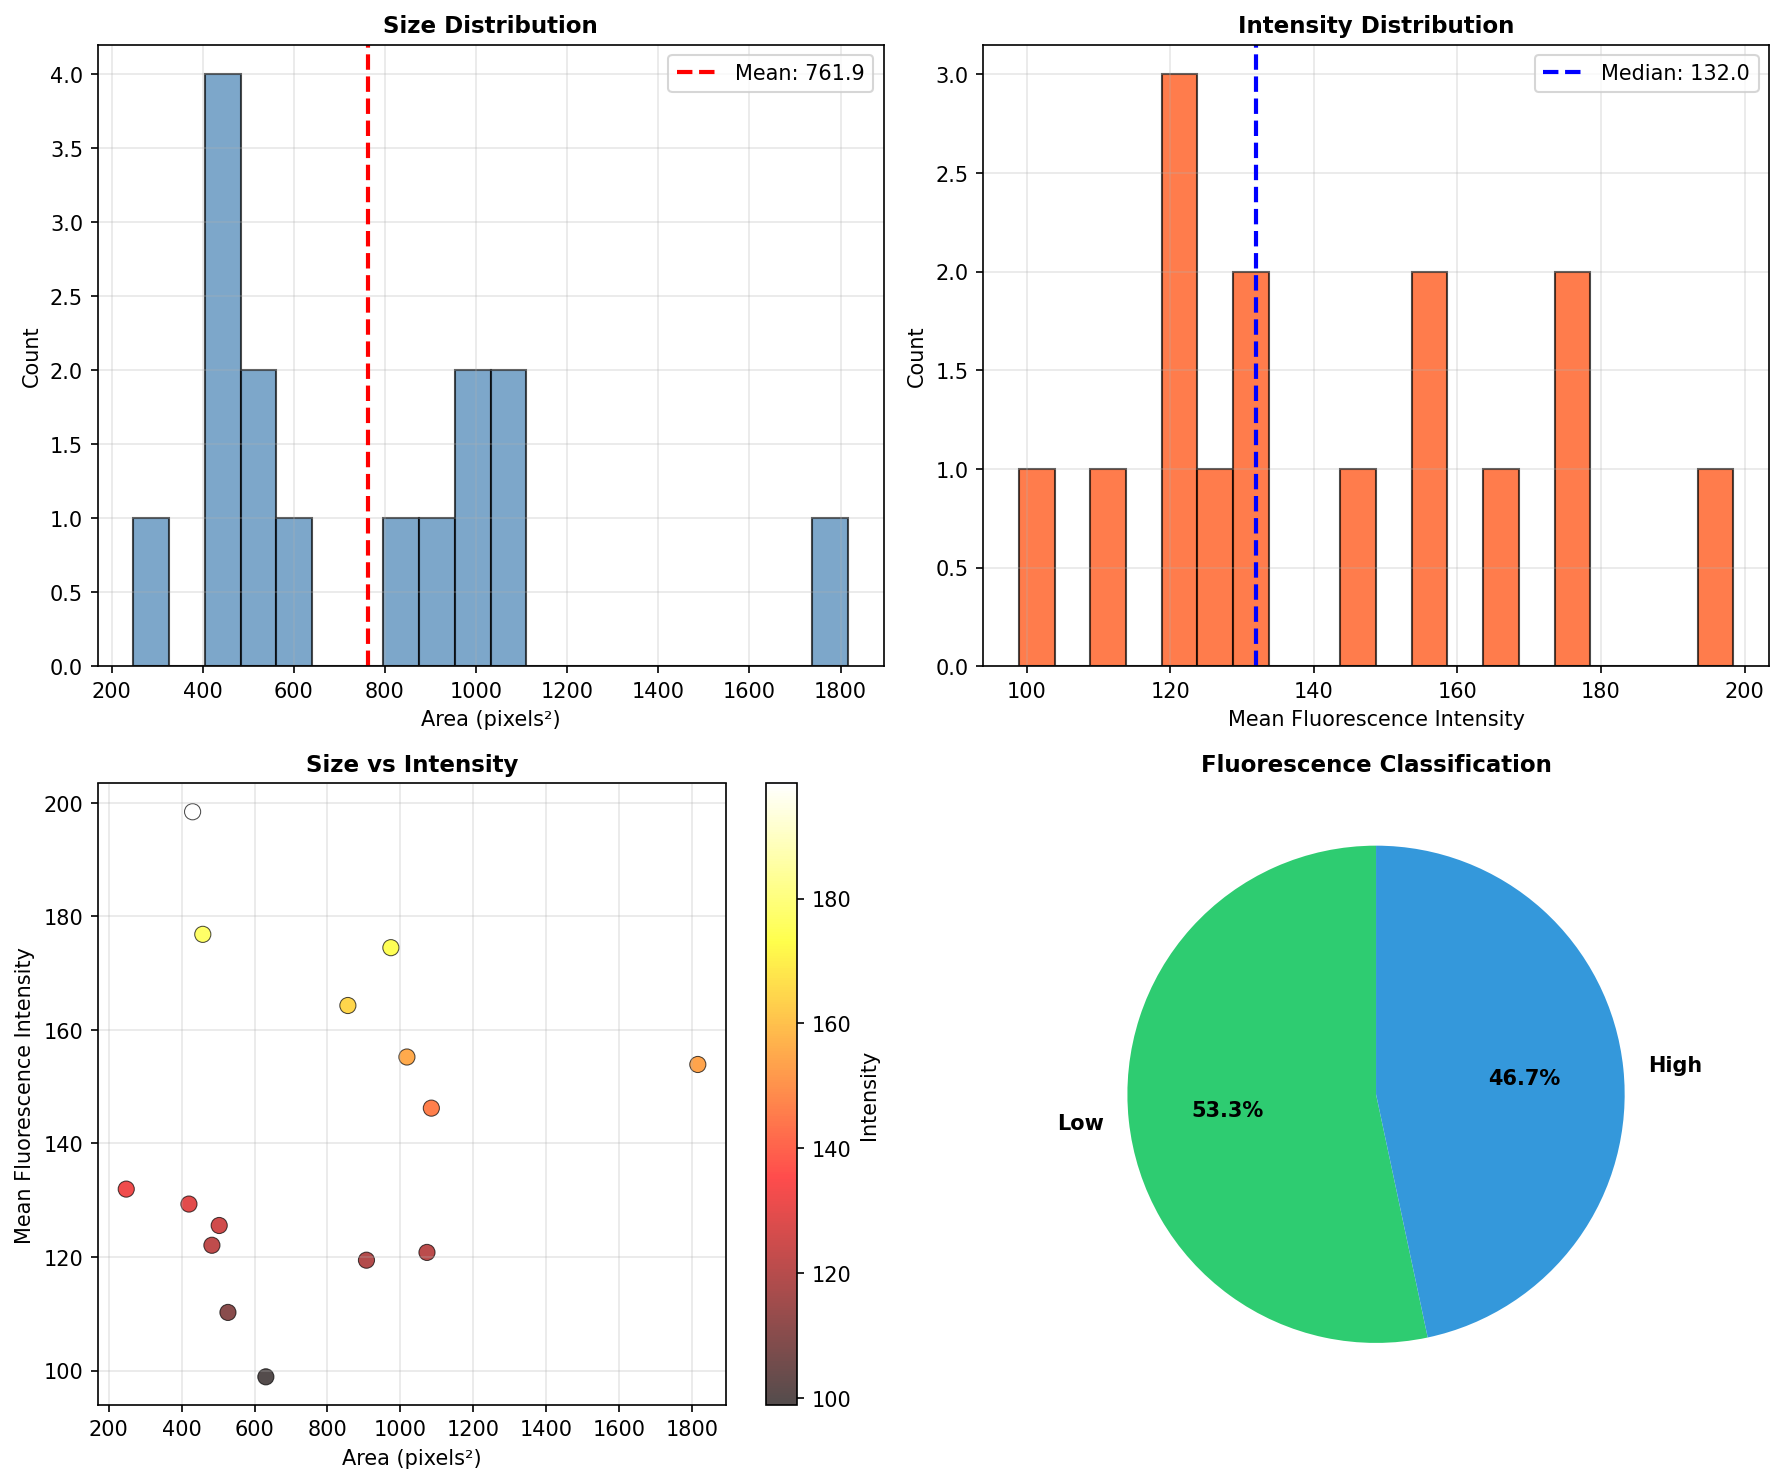 Size Distribution
Mean: 761.9
4.0
3.5
3.0
2.5
2.0
1.5
1.0
0.5
0.0
Count
200 400 600 800 1000 1200 1400 1600 1800
Area (pixels²)
Intensity Distribution
Median: 132.0
3.0
2.5
2.0
1.5
1.0
0.5
0.0
Count
100 120 140 160 180 200
Mean Fluorescence Intensity
Size vs Intensity
200
180
160
140
120
100
Mean Fluorescence Intensity
200 400 600 800 1000 1200 1400 1600 1800
Area (pixels²)
180
160
140
120
100
Intensity
Fluorescence Classification
High
46.7%
53.3%
Low